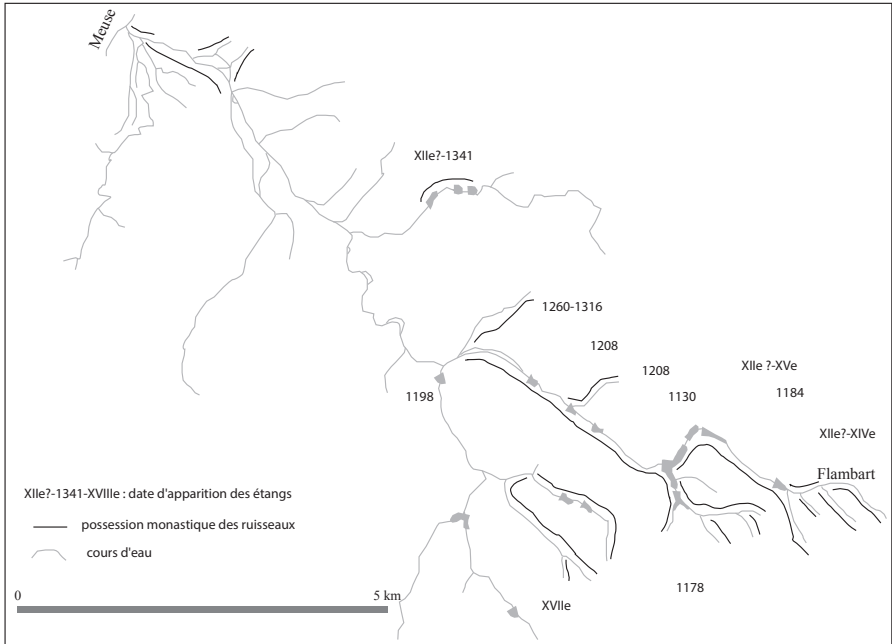 Meuse
XIIe?-1341
1260-1316
1208
1208
XIIe ?-XVe
1198
1130
1184
XIIe?-XIVe
Flambart
XIIe?-1341-XVIIIe : date d'apparition des étangs
possession monastique des ruisseaux
cours d'eau
1178
0
5 km
XVIIe